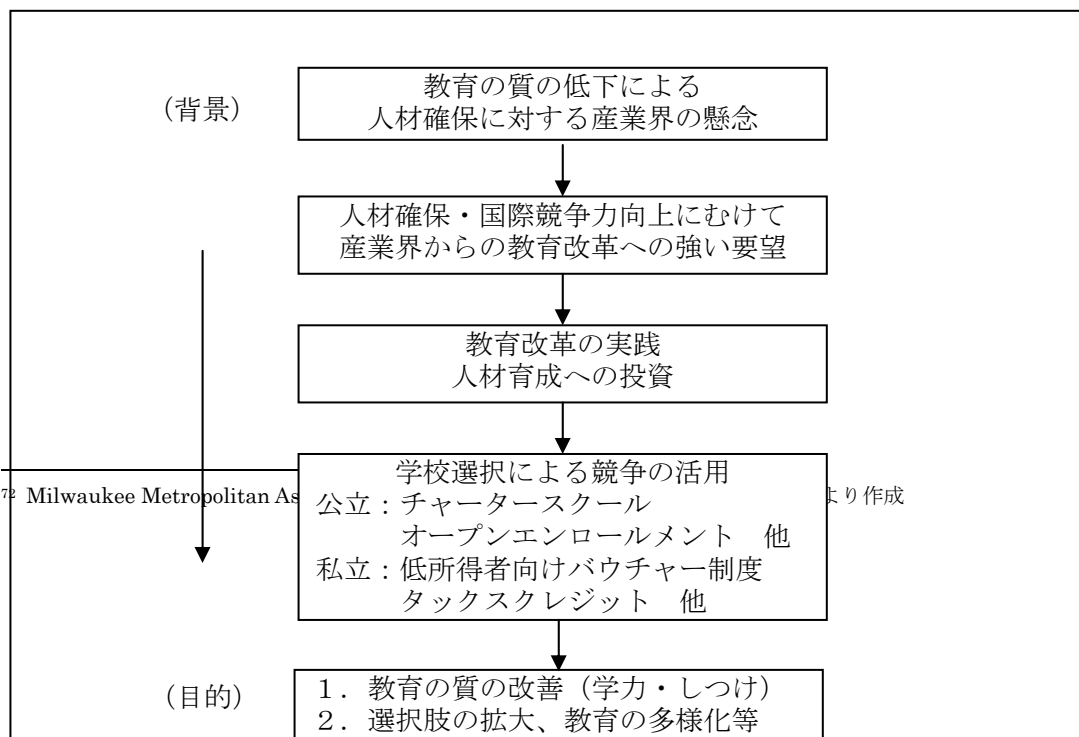 (背景)
教育の質の低下による
人材確保に対する産業界の懸念
人材確保・国際競争力向上にむけて
産業界からの教育改革への強い要望
教育改革の実践
人材育成への投資
学校選択による競争の活用
公立：チャータースクール
オープンエンロールメント　他
私立：低所得者向けバウチャー制度
タックスクレジット　他
72 Milwaukee Metropolitan As
より作成
(目的)
１．教育の質の改善（学力・しつけ）
２．選択肢の拡大、教育の多様化等